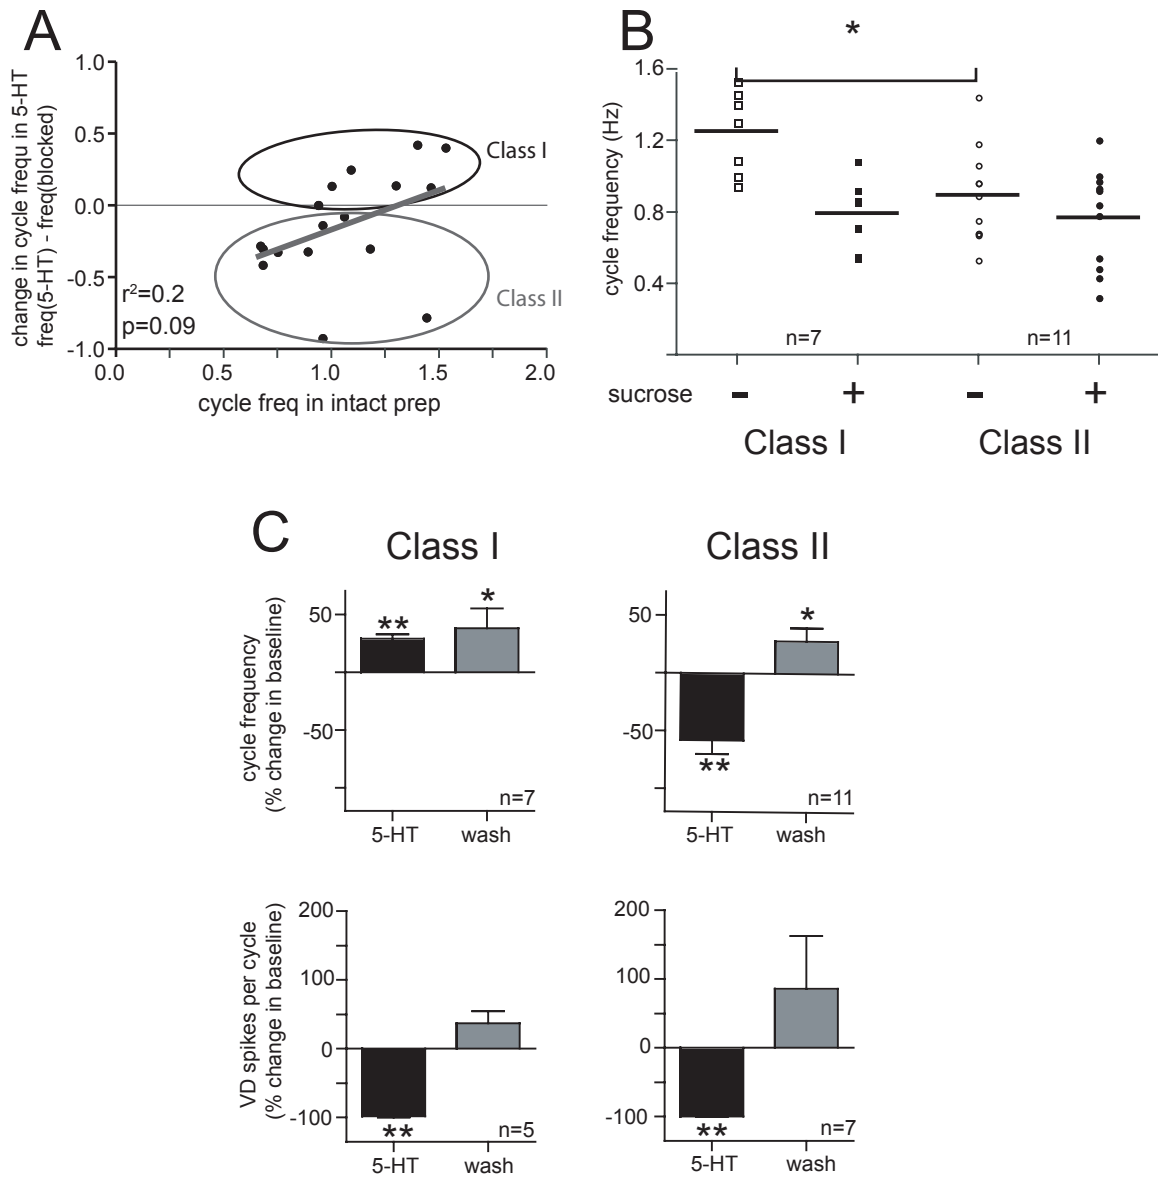 A
change in cycle frequ in 5-HT
freq(5-HT) - freq(blocked)
1.0
0.5
0.0
-0.5
-1.0
Class I
Class II
r²=0.2
p=0.09
0.0 0.5 1.0 1.5 2.0
cycle freq in intact prep
B
*
cycle frequency (Hz)
1.6
1.2
0.8
0.4
n=7 n=11
sucrose - + - +
Class I Class II
C
Class I Class II
cycle frequency
(% change in baseline)
50
-50
** *
n=7
5-HT wash
50
-50
*
**
n=11
5-HT wash
VD spikes per cycle
(% change in baseline)
200
100
0
-100
**
n=5
5-HT wash
200
100
0
-100
**
n=7
5-HT wash